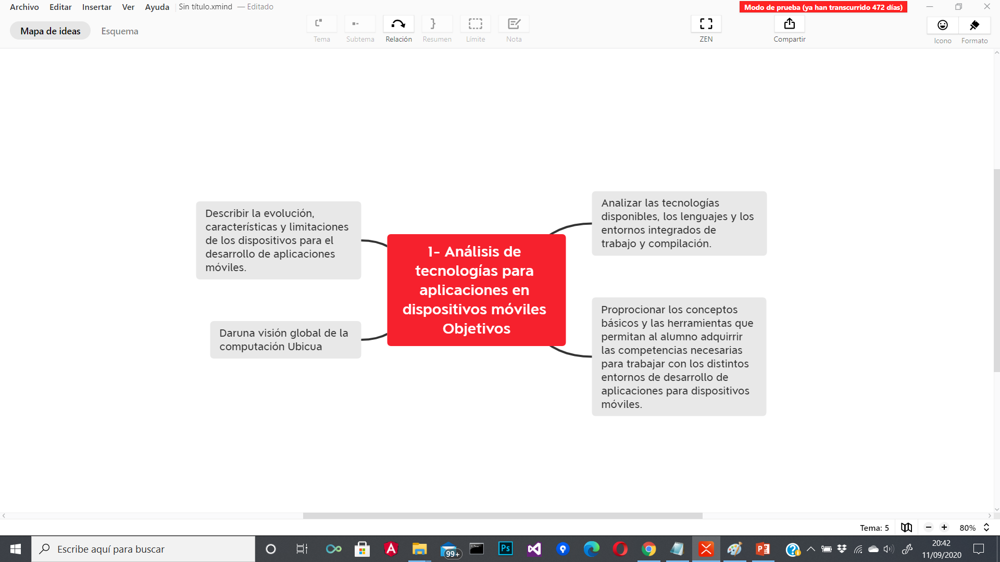 Archivo Editar Insertar Ver Ayuda Sin título.xmind — Editado
Modo de prueba (ya han transcurrido 472 días)
Mapa de ideas Esquema
Tema Subtema Relación Resumen Límite Nota ZEN Compartir Icono Formato
Describir la evolución,
características y limitaciones
de los dispositivos para el
desarrollo de aplicaciones
móviles.
Daruna visión global de la
computación Ubicua
1- Análisis de
tecnologías para
aplicaciones en
dispositivos móviles
Objetivos
Analizar las tecnologías
disponibles, los lenguajes y los
entornos integrados de
trabajo y compilación.
Proprocionar los conceptos
básicos y las herramientas que
permitan al alumno adquirrir
las competencias necesarias
para trabajar con los distintos
entornos de desarrollo de
aplicaciones para dispositivos
móviles.
Tema: 5 80%
Escribe aquí para buscar
99+
Ps
20:42
11/09/2020